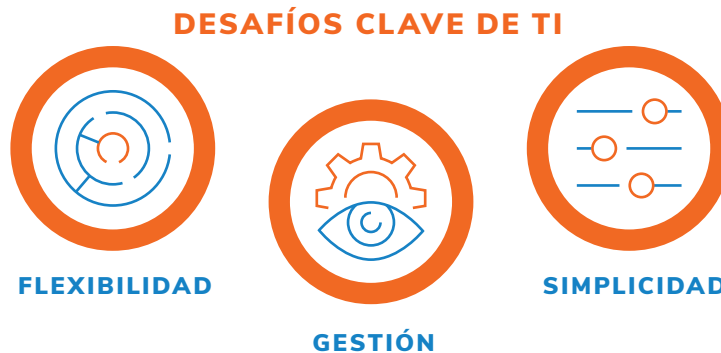 DESAFÍOS CLAVE DE TI
FLEXIBILIDAD
GESTIÓN
SIMPLICIDAD